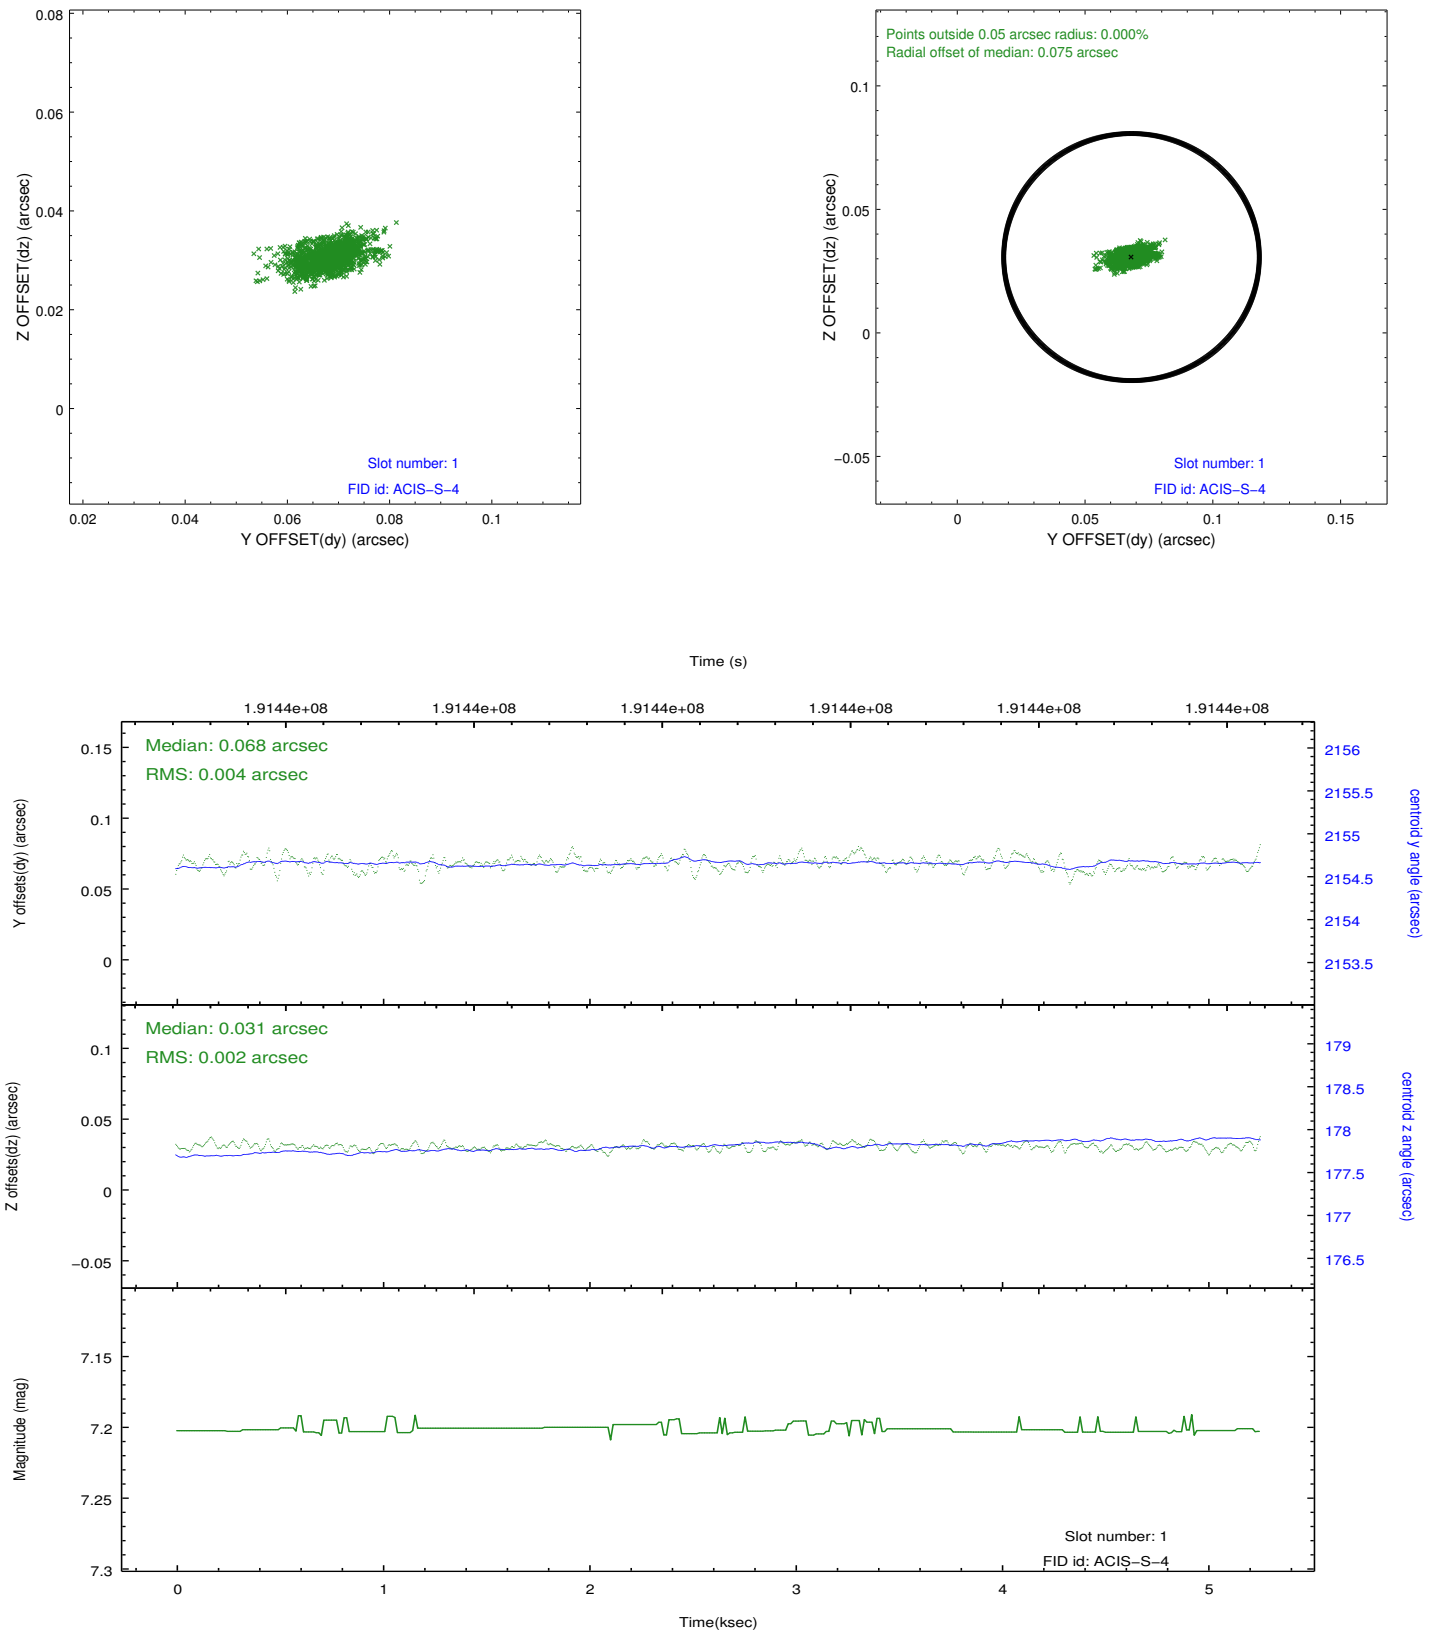 0.08
0.06
0.04
0.02
0
Z OFFSET(dz) (arcsec)
Slot number: 1
FID id: ACIS−S−4
0.02
0.04
0.06
0.08
0.1
Y OFFSET(dy) (arcsec)
Points outside 0.05 arcsec radius: 0.000%
Radial offset of median: 0.075 arcsec
0.1
0.05
0
−0.05
Z OFFSET(dz) (arcsec)
Slot number: 1
FID id: ACIS−S−4
0
0.05
0.1
0.15
Y OFFSET(dy) (arcsec)
Time (s)
1.9144e+08
1.9144e+08
1.9144e+08
1.9144e+08
1.9144e+08
1.9144e+08
Median: 0.068 arcsec
RMS: 0.004 arcsec
0.15
0.1
0.05
0
Y offsets(dy) (arcsec)
2156
2155.5
2155
2154.5
2154
2153.5
centroid y angle (arcsec)
Median: 0.031 arcsec
RMS: 0.002 arcsec
0.1
0.05
0
−0.05
Z offsets(dz) (arcsec)
179
178.5
178
177.5
177
176.5
centroid z angle (arcsec)
7.15
7.2
7.25
7.3
Magnitude (mag)
Slot number: 1
FID id: ACIS−S−4
0
1
2
3
4
5
Time(ksec)